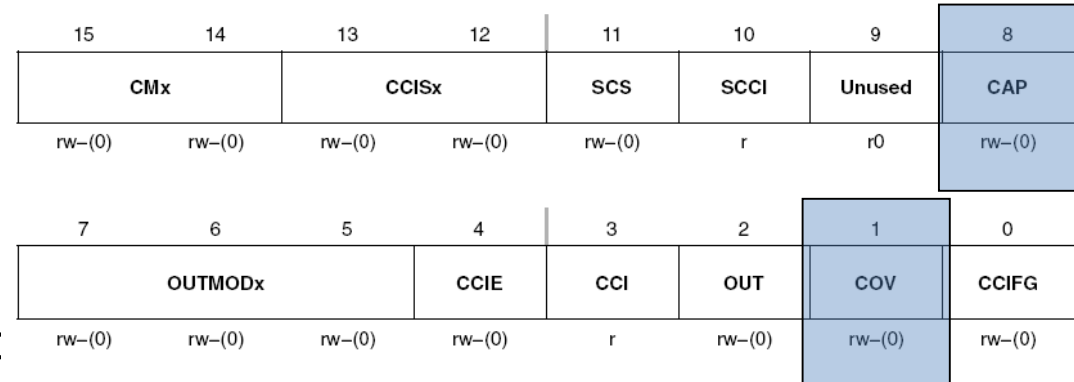 15 14 13 12 11 10 9 8
CMx CCISx SCS SCCI Unused CAP
rw–(0) rw–(0) rw–(0) rw–(0) rw–(0) r r0 rw–(0)
7 6 5 4 3 2 1 0
OUTMODx CCIE CCI OUT COV CCIFG
rw–(0) rw–(0) rw–(0) rw–(0) r rw–(0) rw–(0) rw–(0)